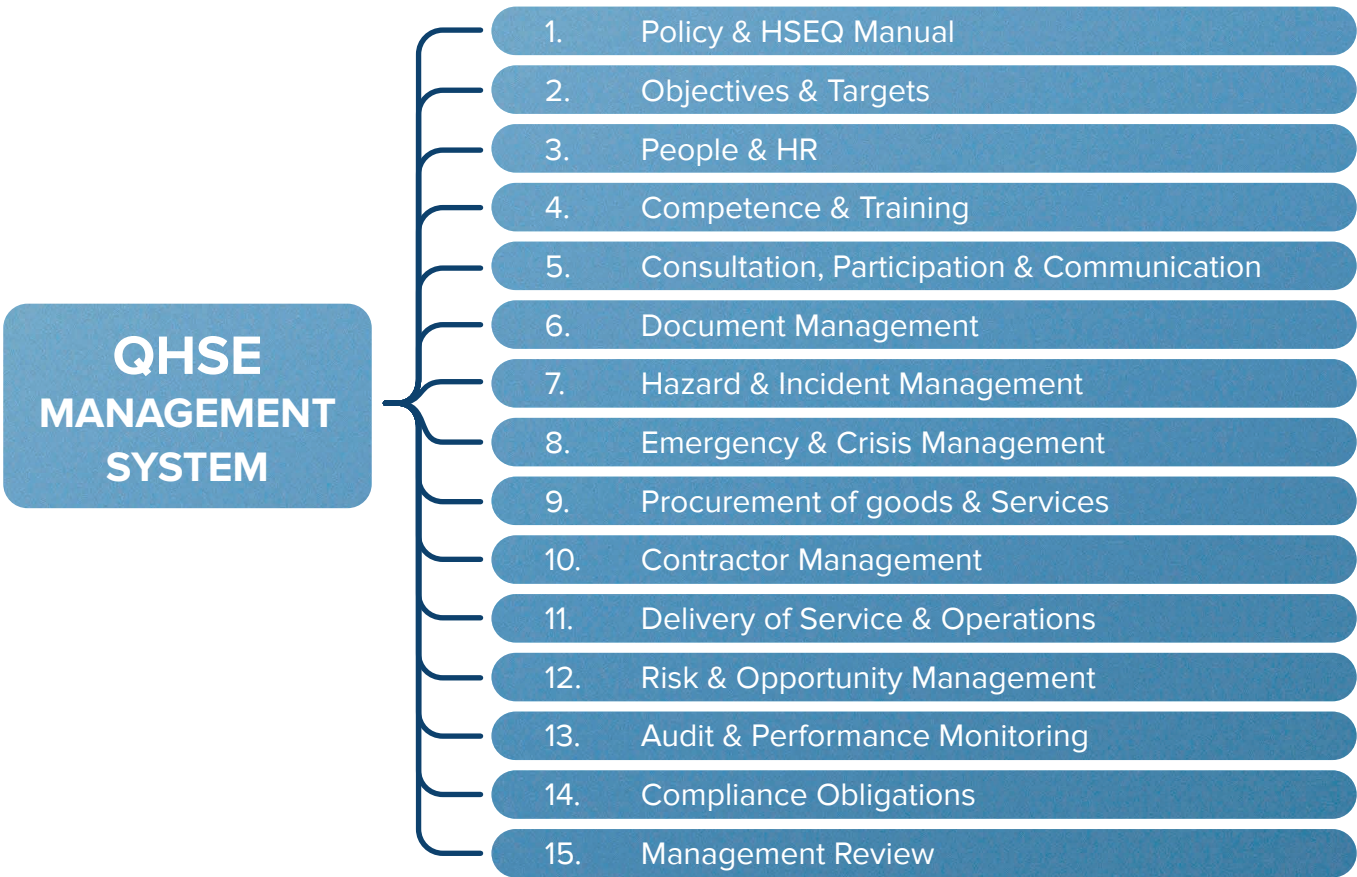 QHSE
MANAGEMENT
SYSTEM
1. Policy & HSEQ Manual
2. Objectives & Targets
3. People & HR
4. Competence & Training
5. Consultation, Participation & Communication
6. Document Management
7. Hazard & Incident Management
8. Emergency & Crisis Management
9. Procurement of goods & Services
10. Contractor Management
11. Delivery of Service & Operations
12. Risk & Opportunity Management
13. Audit & Performance Monitoring
14. Compliance Obligations
15. Management Review